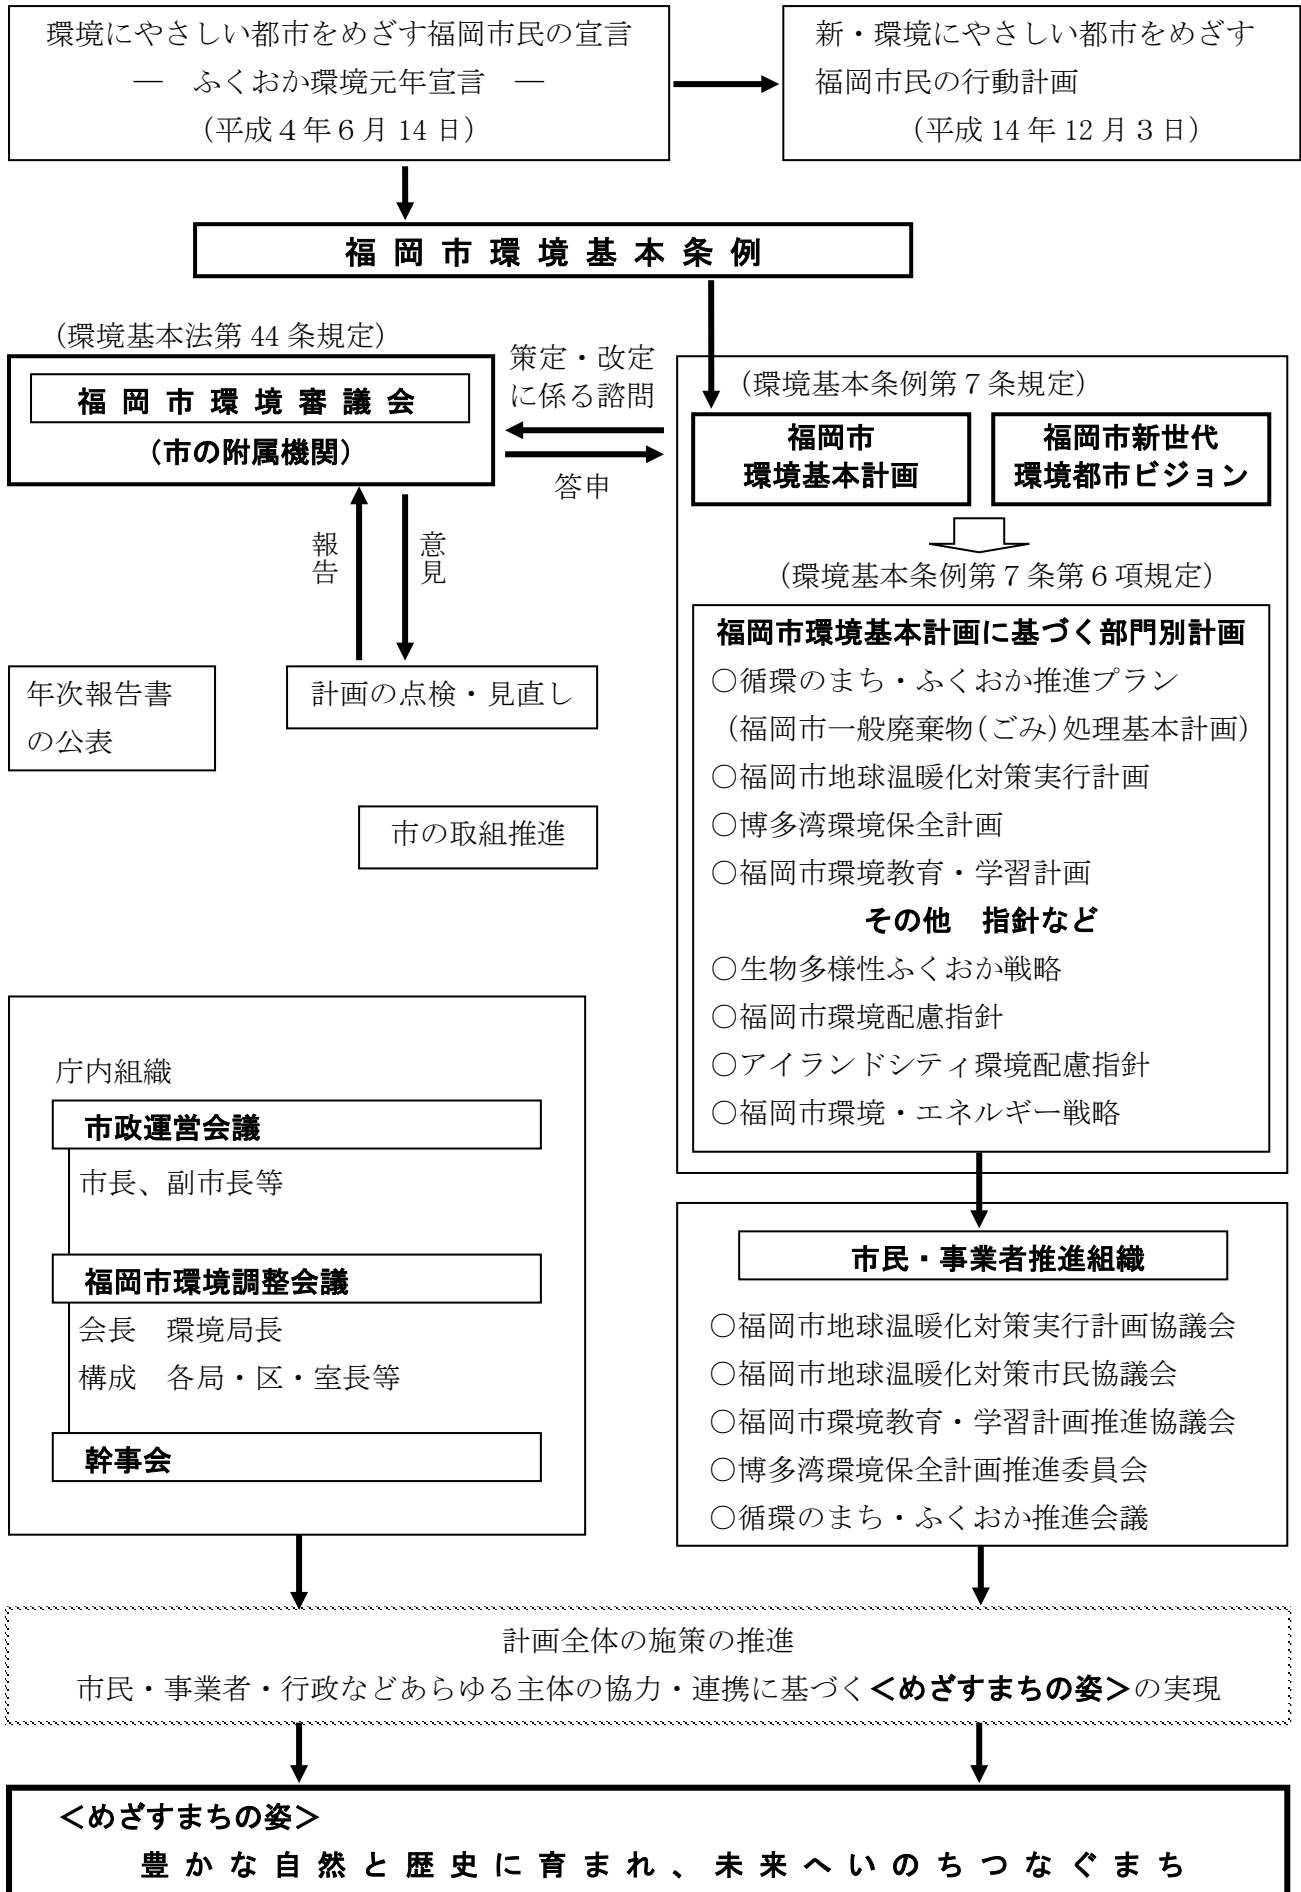 環境にやさしい都市をめざす福岡市民の宣言
― ふくおか環境元年宣言 ―
（平成４年６月 14 日）
新・環境にやさしい都市をめざす
福岡市民の行動計画
（平成 14 年 12 月３日）
福岡市環境基本条例
（環境基本法第 44 条規定）
福岡市環境審議会
（市の附属機関）
策定・改定
に係る諮問
答申
（環境基本条例第７条規定）
福岡市
環境基本計画
福岡市新世代
環境都市ビジョン
報告
意見
（環境基本条例第７条第６項規定）
年次報告書
の公表
計画の点検・見直し
市の取組推進
福岡市環境基本計画に基づく部門別計画
○循環のまち・ふくおか推進プラン
（福岡市一般廃棄物(ごみ)処理基本計画）
○福岡市地球温暖化対策実行計画
○博多湾環境保全計画
○福岡市環境教育・学習計画
その他　指針など
○生物多様性ふくおか戦略
○福岡市環境配慮指針
○アイランドシティ環境配慮指針
○福岡市環境・エネルギー戦略
庁内組織
市政運営会議
市長、副市長等
福岡市環境調整会議
会長　環境局長
構成　各局・区・室長等
幹事会
市民・事業者推進組織
○福岡市地球温暖化対策実行計画協議会
○福岡市地球温暖化対策市民協議会
○福岡市環境教育・学習計画推進協議会
○博多湾環境保全計画推進委員会
○循環のまち・ふくおか推進会議
計画全体の施策の推進
市民・事業者・行政などあらゆる主体の協力・連携に基づく＜めざすまちの姿＞の実現
＜めざすまちの姿＞
豊かな自然と歴史に育まれ、未来へいのちつなぐまち